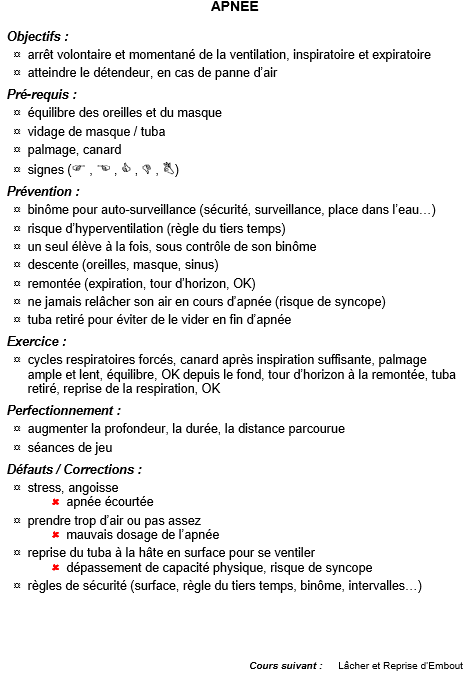 APNEE
Objectifs :
¤ arrêt volontaire et momentané de la ventilation, inspiratoire et expiratoire
¤ atteindre le détendeur, en cas de panne d'air
Pré-requis :
¤ équilibre des oreilles et du masque
¤ vidage de masque / tuba
¤ palmage, canard
¤ signes (☞ , ☜ , 👍 , 👎 , 👌)
Prévention :
¤ binôme pour auto-surveillance (sécurité, surveillance, place dans l'eau…)
¤ risque d'hyperventilation (règle du tiers temps)
¤ un seul élève à la fois, sous contrôle de son binôme
¤ descente (oreilles, masque, sinus)
¤ remontée (expiration, tour d'horizon, OK)
¤ ne jamais relâcher son air en cours d'apnée (risque de syncope)
¤ tuba retiré pour éviter de le vider en fin d'apnée
Exercice :
¤ cycles respiratoires forcés, canard après inspiration suffisante, palmage
ample et lent, équilibre, OK depuis le fond, tour d'horizon à la remontée, tuba
retiré, reprise de la respiration, OK
Perfectionnement :
¤ augmenter la profondeur, la durée, la distance parcourue
¤ séances de jeu
Défauts / Corrections :
¤ stress, angoisse
✖ apnée écourtée
¤ prendre trop d'air ou pas assez
✖ mauvais dosage de l'apnée
¤ reprise du tuba à la hâte en surface pour se ventiler
✖ dépassement de capacité physique, risque de syncope
¤ règles de sécurité (surface, règle du tiers temps, binôme, intervalles…)
Cours suivant : Lâcher et Reprise d'Embout